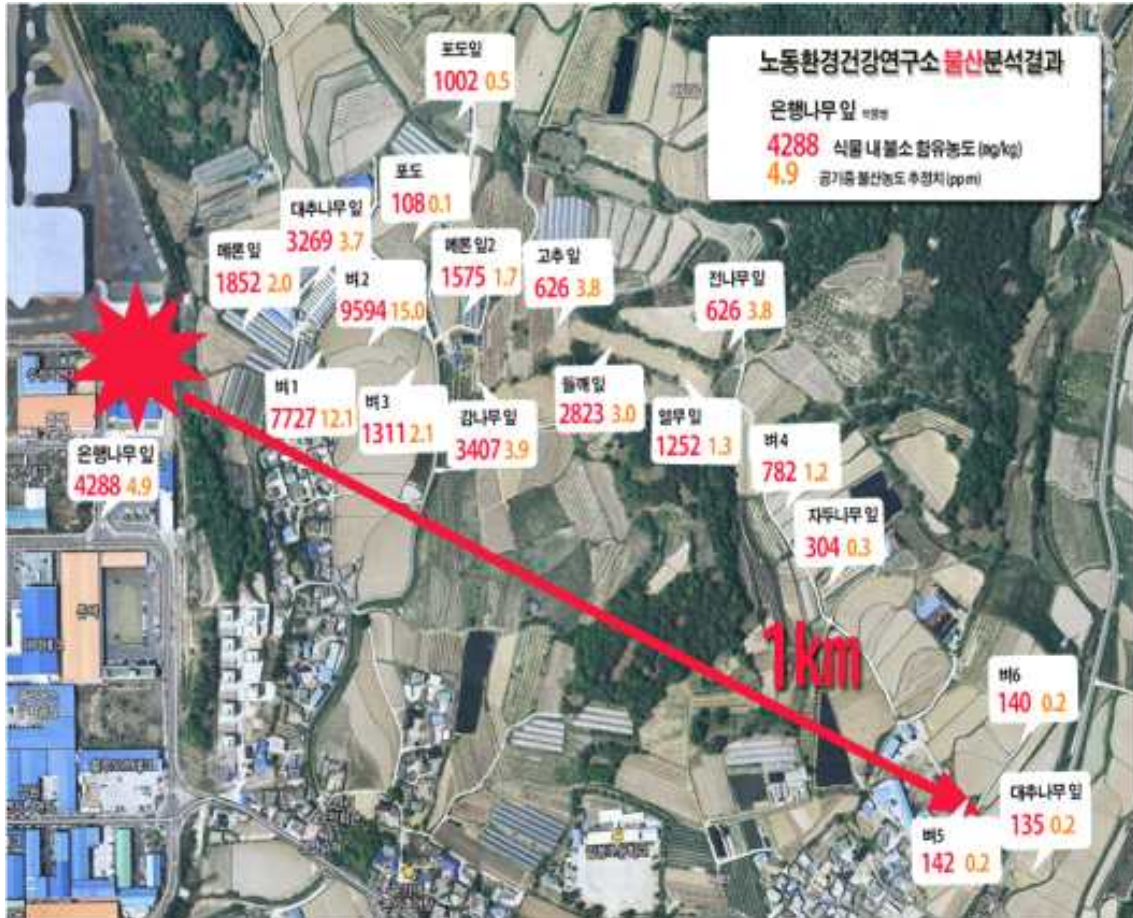 노동환경건강연구소 불산분석결과
은행나무 잎 식물명
4288 식물 내 불소 함유농도 (mg/kg)
4.9 공기중 불산농도 추정치 (ppm)
포도잎
1002 0.5
포도
108 0.1
대추나무 잎
3269 3.7
메론 잎
1852 2.0
벼2
9594 15.0
메론 잎2
1575 1.7
고추 잎
626 3.8
전나무 잎
626 3.8
벼1
7727 12.1
벼3
1311 2.1
감나무 잎
3407 3.9
들깨 잎
2823 3.0
열무 잎
1252 1.3
은행나무 잎
4288 4.9
벼4
782 1.2
자두나무 잎
304 0.3
1km
벼6
140 0.2
대추나무 잎
135 0.2
벼5
142 0.2